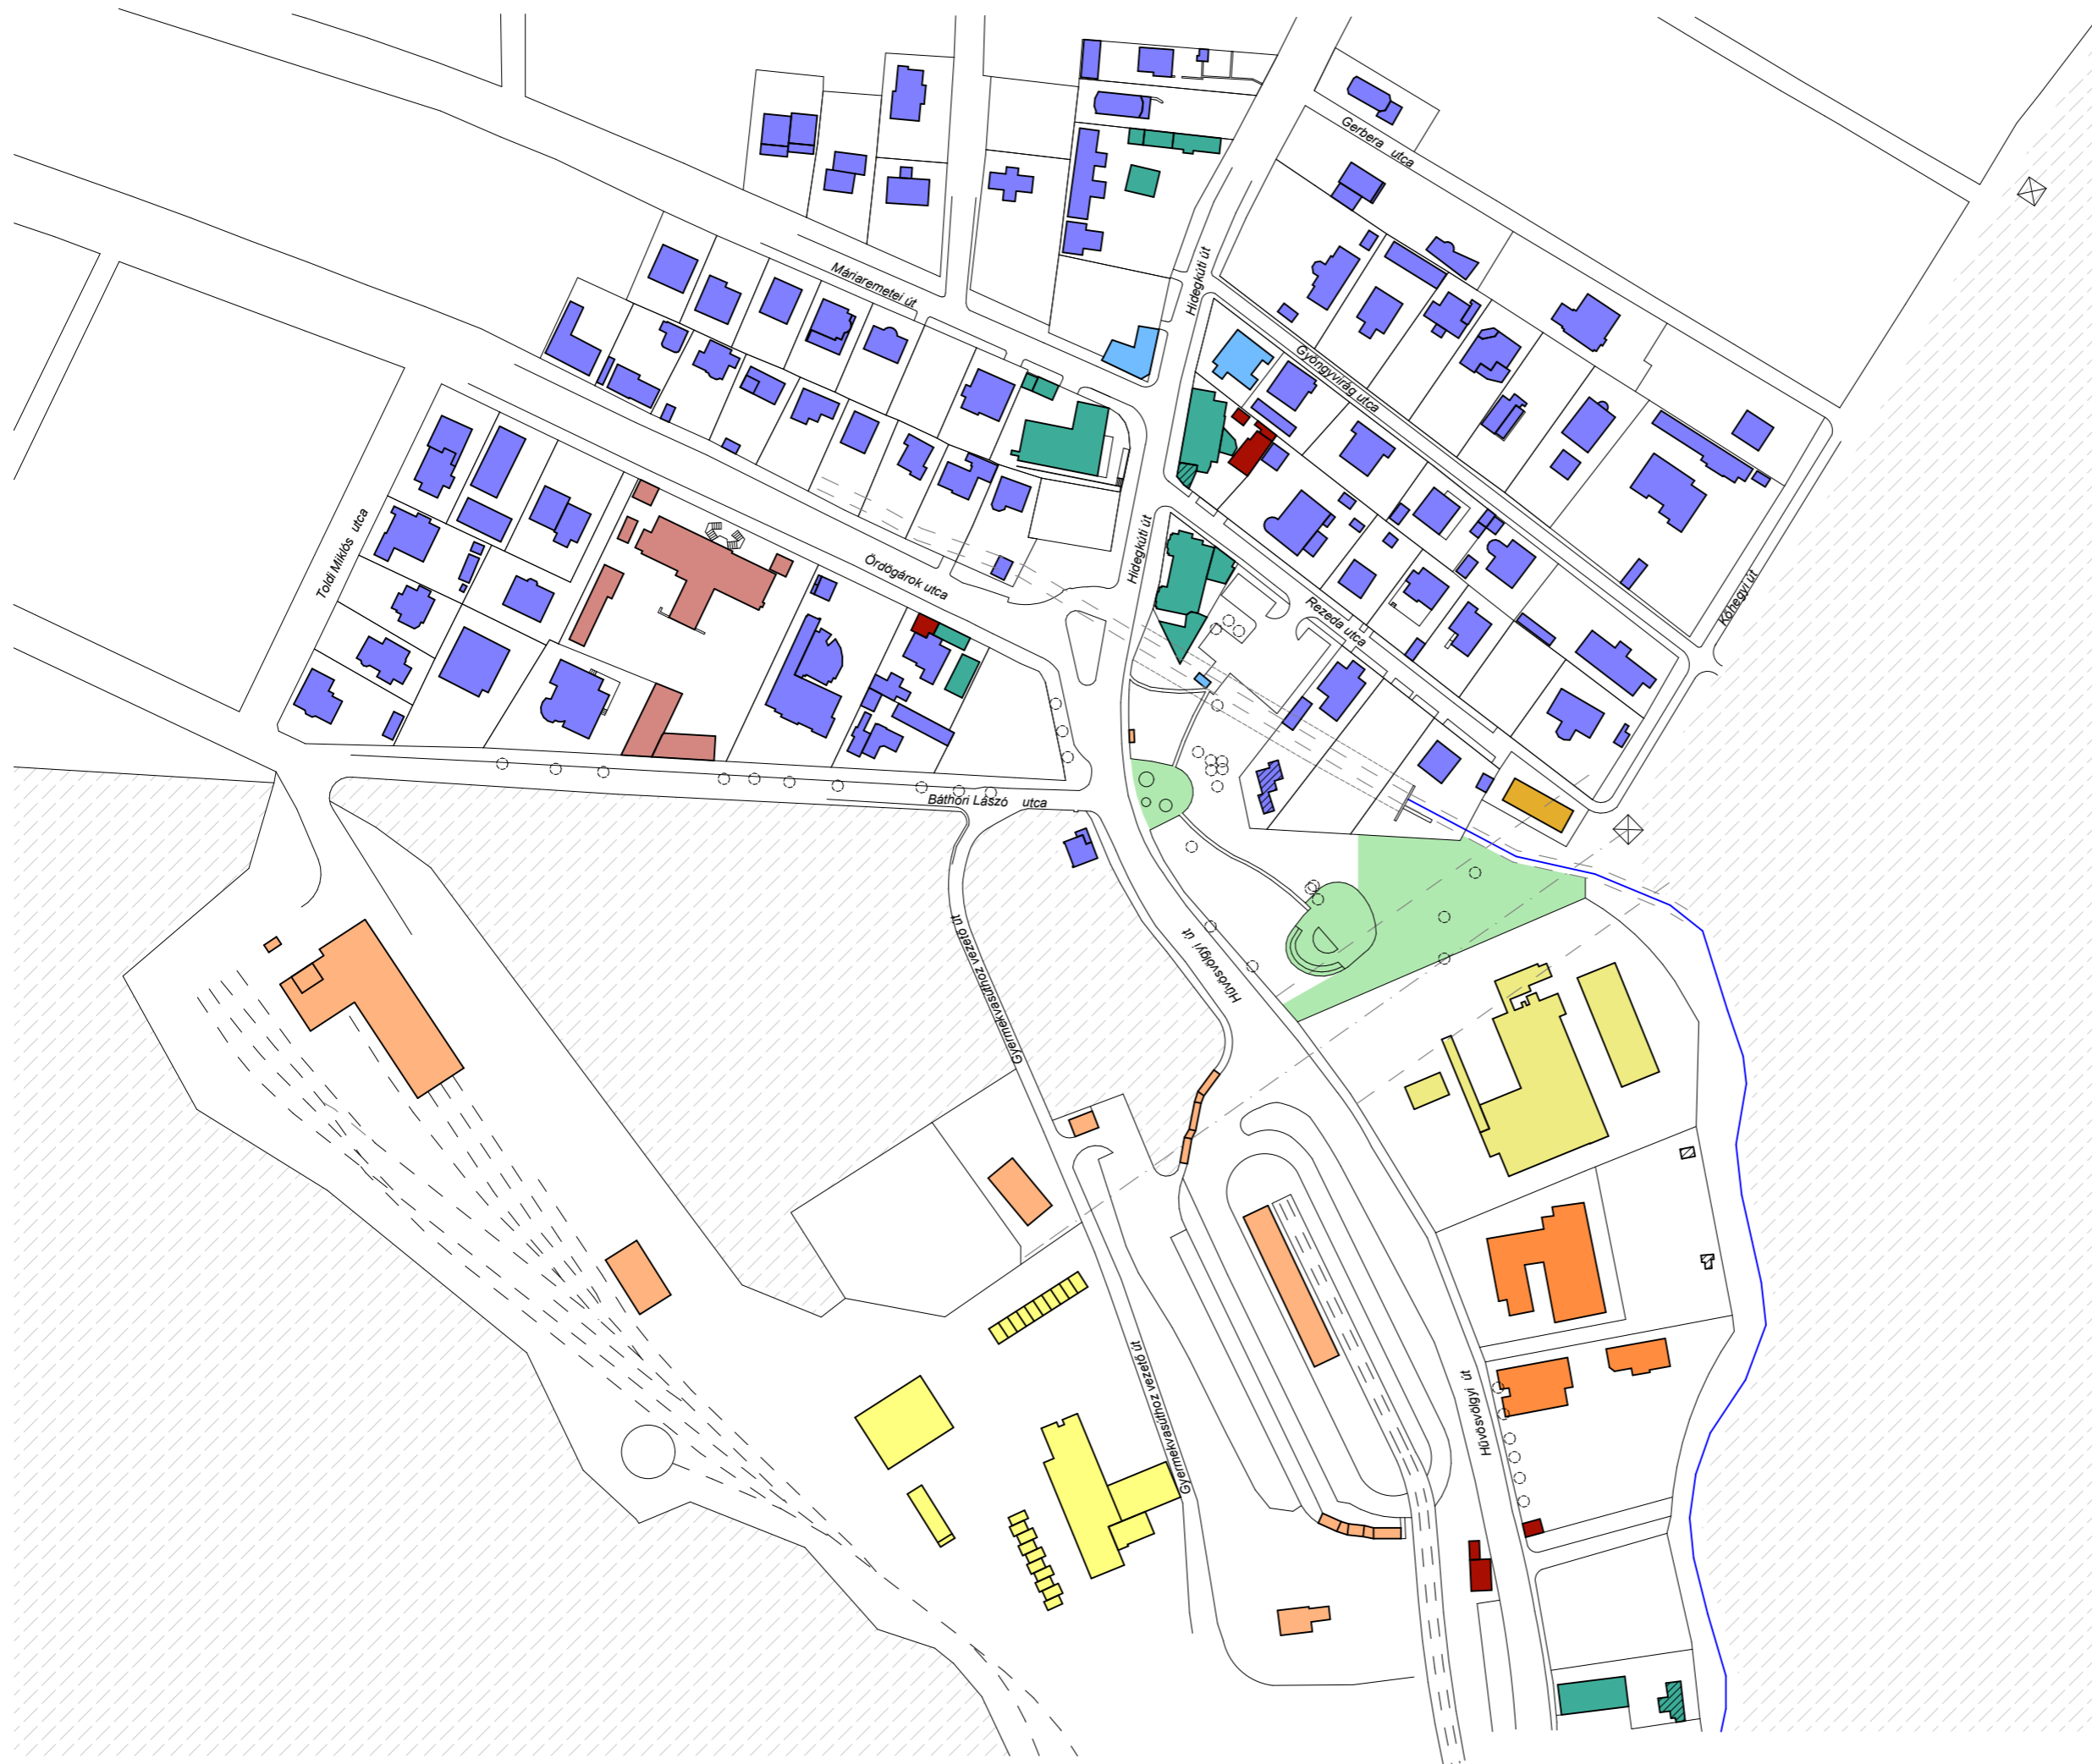 Gerbera utca
Máriaremetei út
Hidegkúti út
Gyöngyvirág utca
Toldi Miklós utca
Ördögárok utca
Hidegkúti út
Rezeda utca
Kőhegyi út
Báthori Lászó utca
Gyermekvasúthoz vezető út
Hűvösvölgyi út
Gyermekvasúthoz vezető út
Hűvösvölgyi út